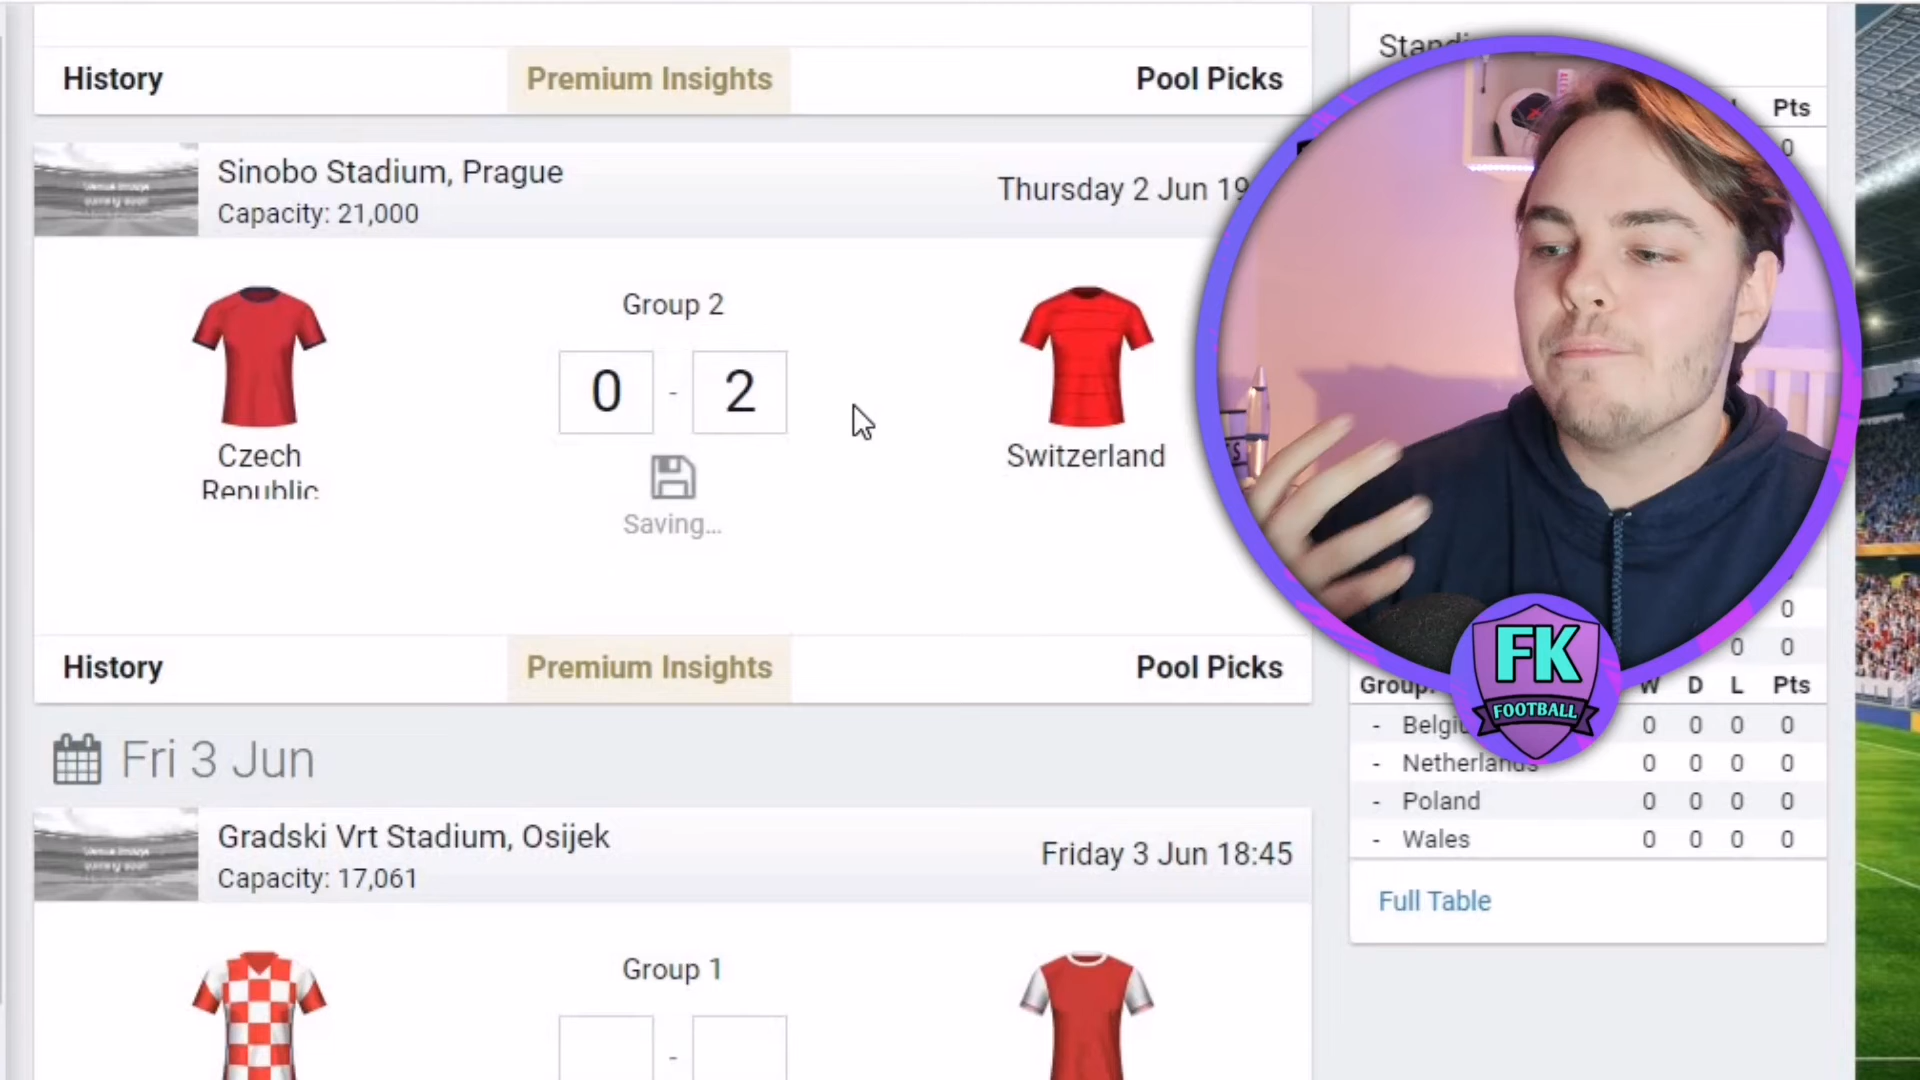 History
Premium Insights
Pool Picks
Sinobo Stadium, Prague
Capacity: 21,000
Thursday 2 Jun 19
Group 2
0 - 2
Czech
Republic
Switzerland
Saving...
History
Premium Insights
Pool Picks
Fri 3 Jun
Gradski Vrt Stadium, Osijek
Capacity: 17,061
Friday 3 Jun 18:45
Group 1
-
Pts
0
0
0 0
Group
W D L Pts
- Belgi 0 0 0 0
- Netherlands 0 0 0 0
- Poland 0 0 0 0
- Wales 0 0 0 0
Full Table
FK
FOOTBALL